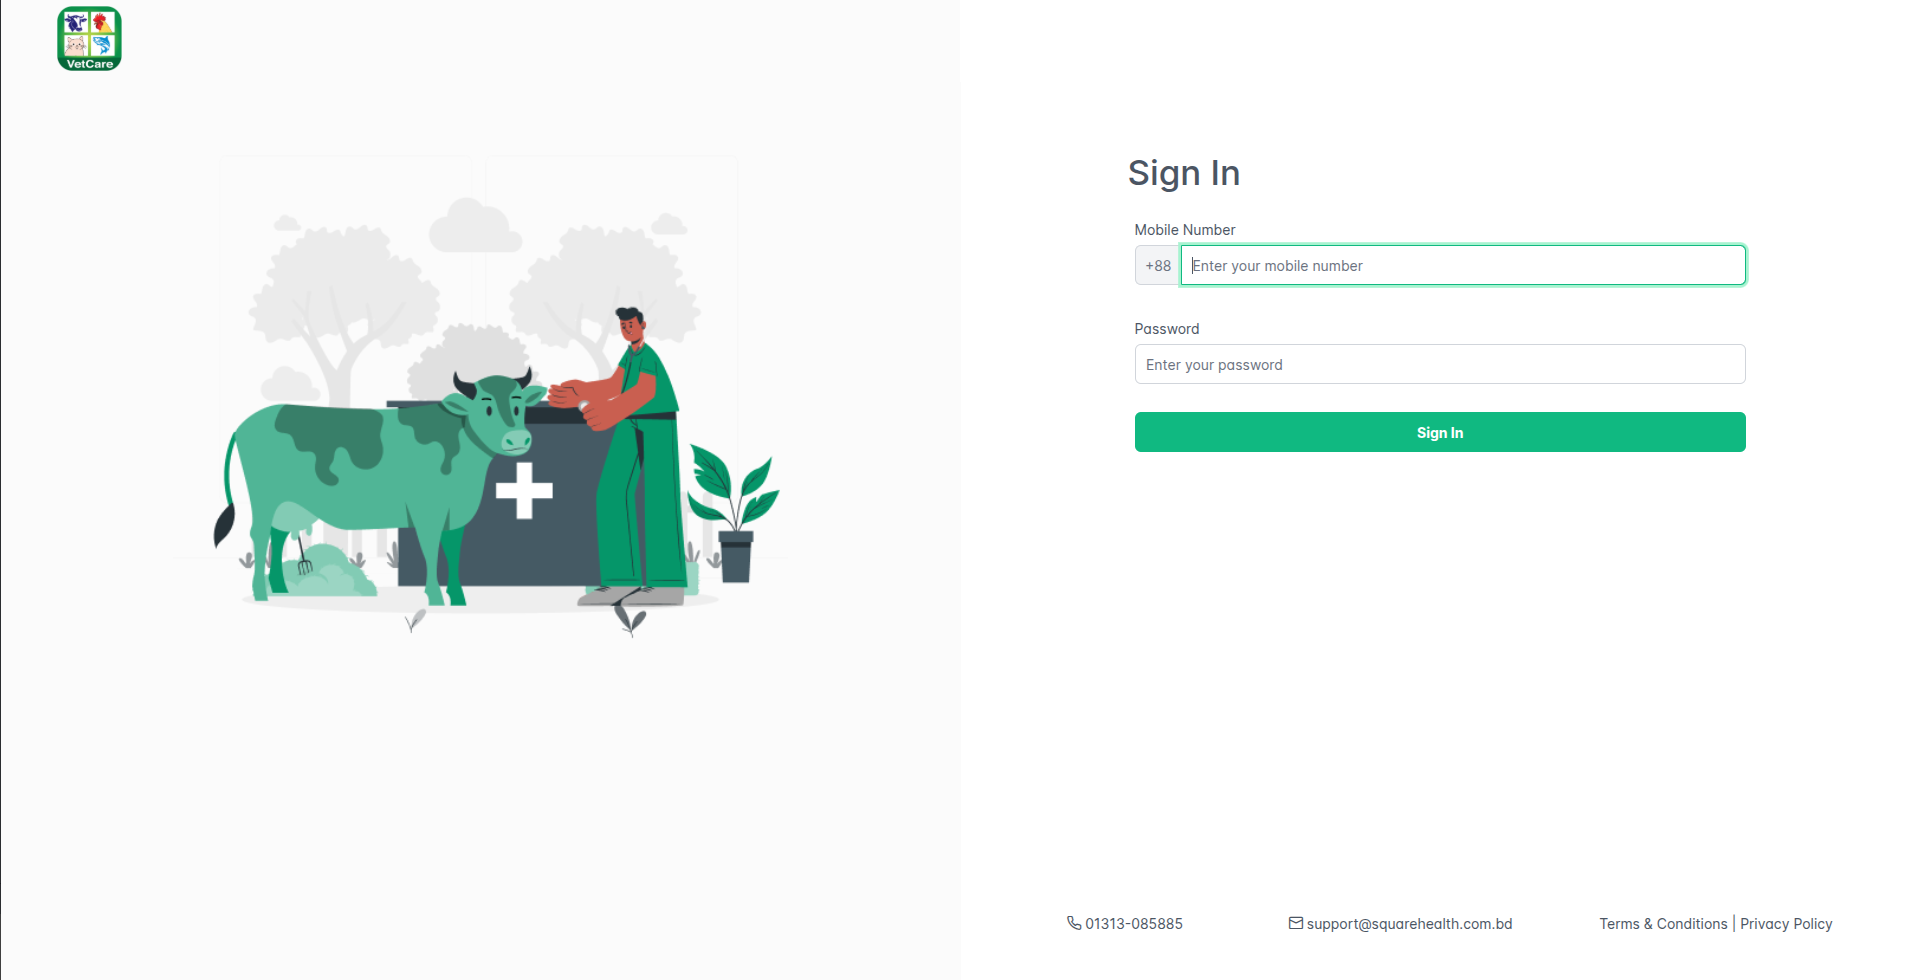 VetCare
Sign In
Mobile Number
+88 Enter your mobile number
Password
Enter your password
Sign In
01313-085885 support@squarehealth.com.bd Terms & Conditions | Privacy Policy